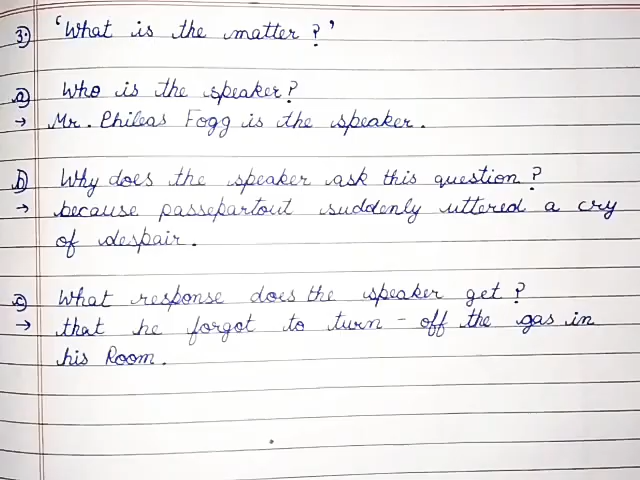 3) 'What is the matter?'
a) Who is the speaker?
→ Mr. Phileas Fogg is the speaker.
b) Why does the speaker ask this question?
→ because passepartout suddenly uttered a cry
of despair.
c) What response does the speaker get?
→ that he forgot to turn - off the gas in
his Room.